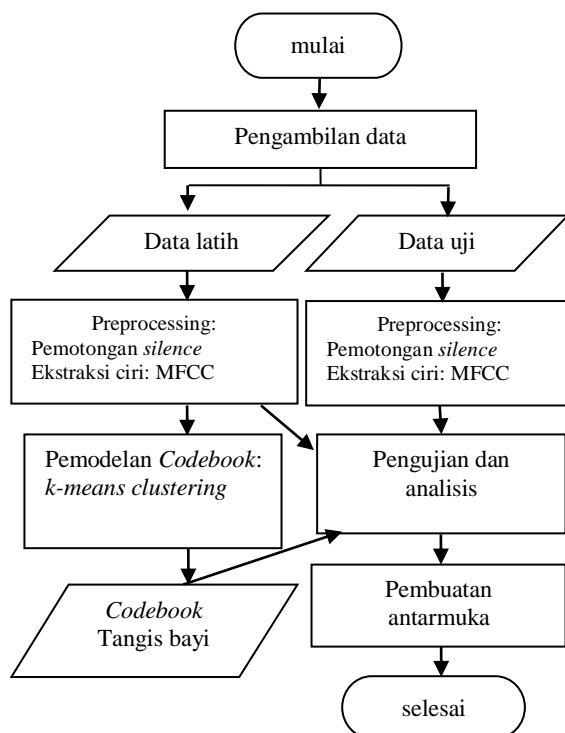 mulai
Pengambilan data
Data latih
Data uji
Preprocessing:
Pemotongan silence
Ekstraksi ciri: MFCC
Preprocessing:
Pemotongan silence
Ekstraksi ciri: MFCC
Pemodelan Codebook:
k-means clustering
Pengujian dan
analisis
Codebook
Tangis bayi
Pembuatan
antarmuka
selesai